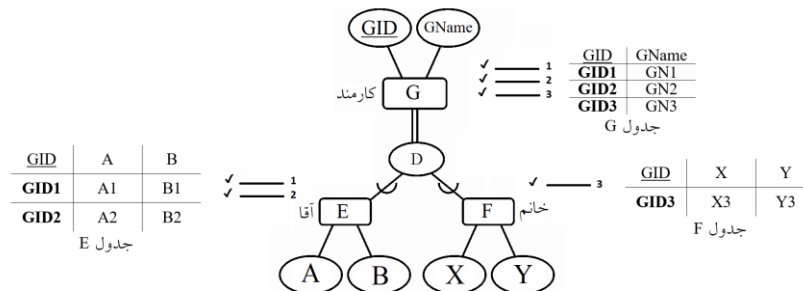 GID GName
G
کارمند
✓ 1
✓ 2
✓ 3
GID GName
GID1 GN1
GID2 GN2
GID3 GN3
جدول G
D
GID A B
GID1 A1 B1
GID2 A2 B2
جدول E
✓ 1
✓ 2
آقا
E
F
خانم
✓ 3
GID X Y
GID3 X3 Y3
جدول F
A B X Y